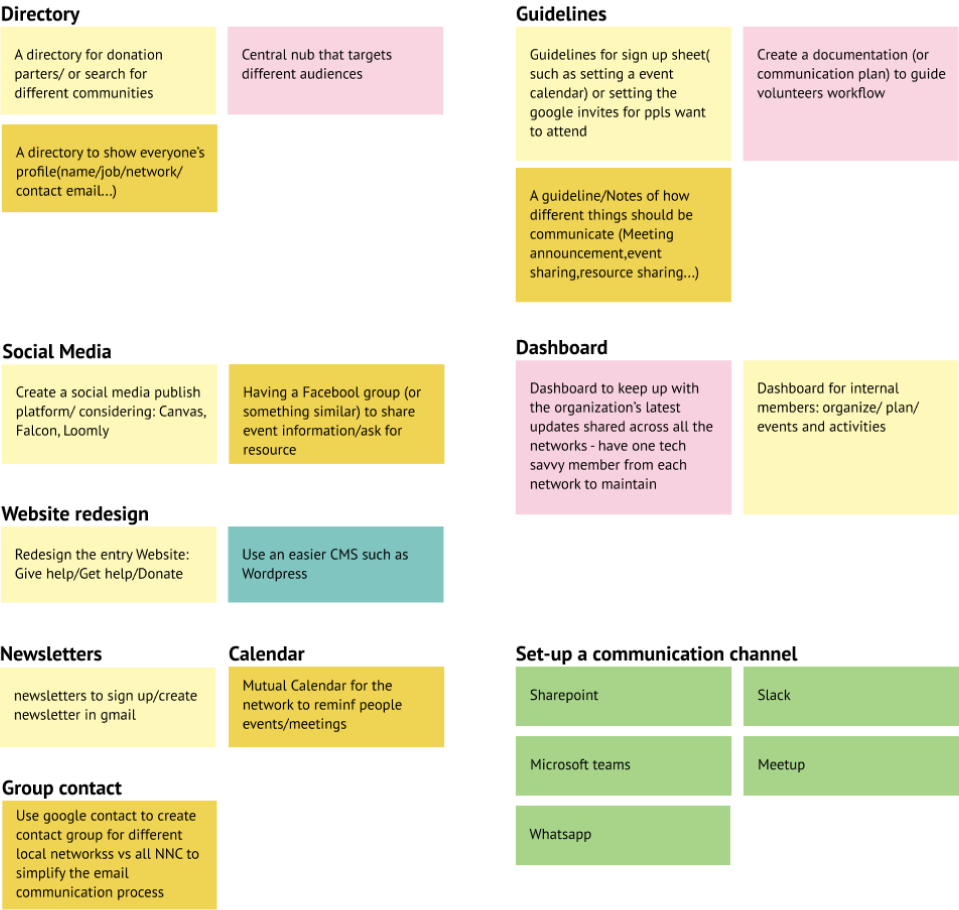 Directory
A directory for donation
parters/ or search for
different communities
Central nub that targets
different audiences
A directory to show everyone's
profile(name/job/network/
contact email...)
Guidelines
Guidelines for sign up sheet(
such as setting a event
calendar) or setting the
google invites for ppls want
to attend
Create a documentation (or
communication plan) to guide
volunteers workflow
A guideline/Notes of how
different things should be
communicate (Meeting
announcement,event
sharing,resource sharing...)
Social Media
Create a social media publish
platform/ considering: Canvas,
Falcon, Loomly
Having a Facebool group (or
something similar) to share
event information/ask for
resource
Dashboard
Dashboard to keep up with
the organization's latest
updates shared across all the
networks - have one tech
savvy member from each
network to maintain
Dashboard for internal
members: organize/ plan/
events and activities
Website redesign
Redesign the entry Website:
Give help/Get help/Donate
Use an easier CMS such as
Wordpress
Newsletters
newsletters to sign up/create
newsletter in gmail
Calendar
Mutual Calendar for the
network to reminf people
events/meetings
Set-up a communication channel
Sharepoint
Slack
Microsoft teams
Meetup
Whatsapp
Group contact
Use google contact to create
contact group for different
local networkss vs all NNC to
simplify the email
communication process